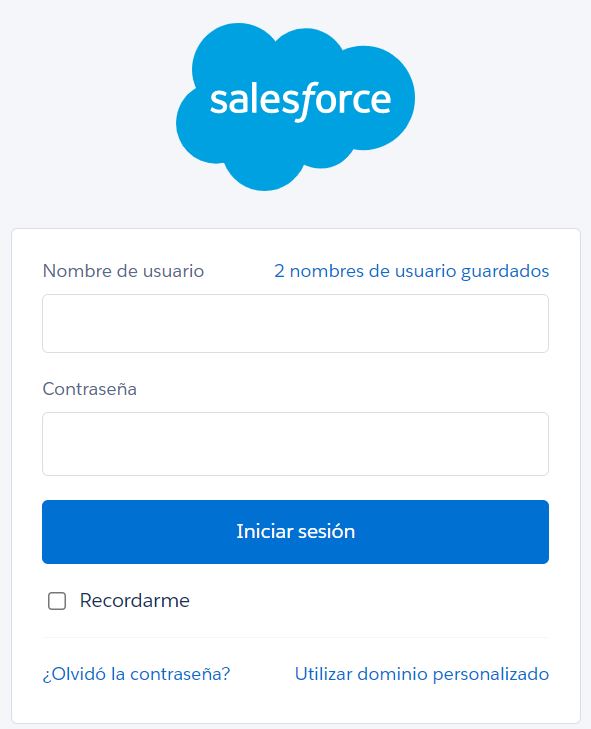 salesforce
Nombre de usuario 2 nombres de usuario guardados
Contraseña
Iniciar sesión
Recordarme
¿Olvidó la contraseña? Utilizar dominio personalizado